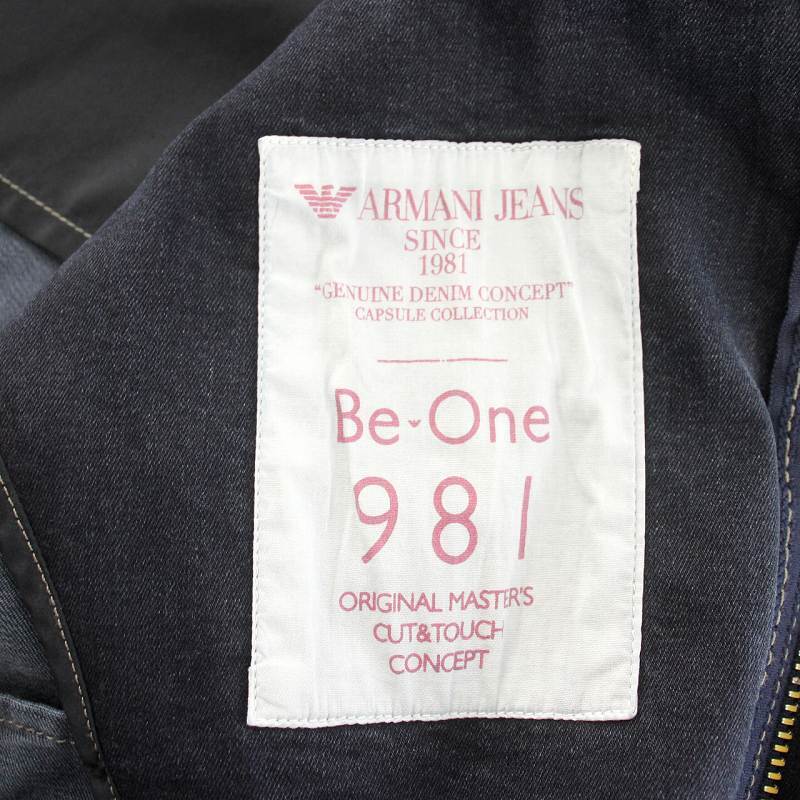 ARMANI JEANS
SINCE
1981
"GENUINE DENIM CONCEPT"
CAPSULE COLLECTION
Be One
981
ORIGINAL MASTER'S
CUT&TOUCH
CONCEPT